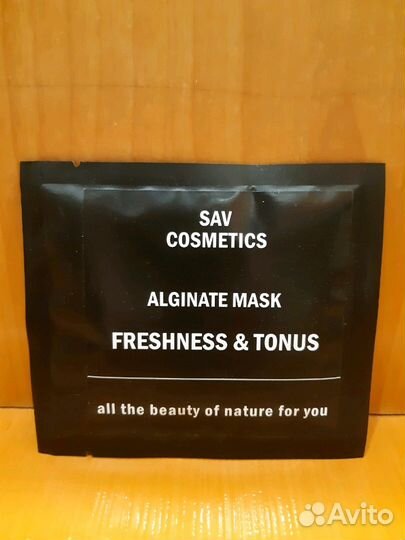 SAV
COSMETICS
ALGINATE MASK
FRESHNESS & TONUS
all the beauty of nature for you
Avito